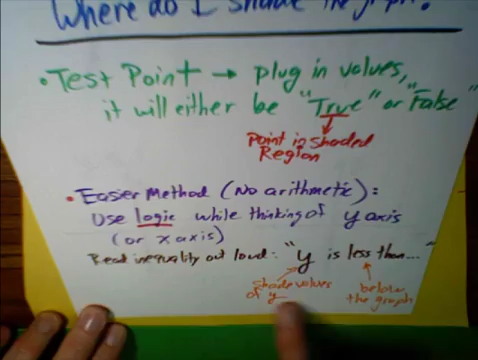 Where do I shade the graph?
• Test Point → plug in values,
it will either be "True" or "False"
Point in shaded
Region
• Easier Method (No arithmetic):
Use logic while thinking of y axis
(or x axis)
Read inequality out loud: "y is less than..."
shade values
of y
below
the graph